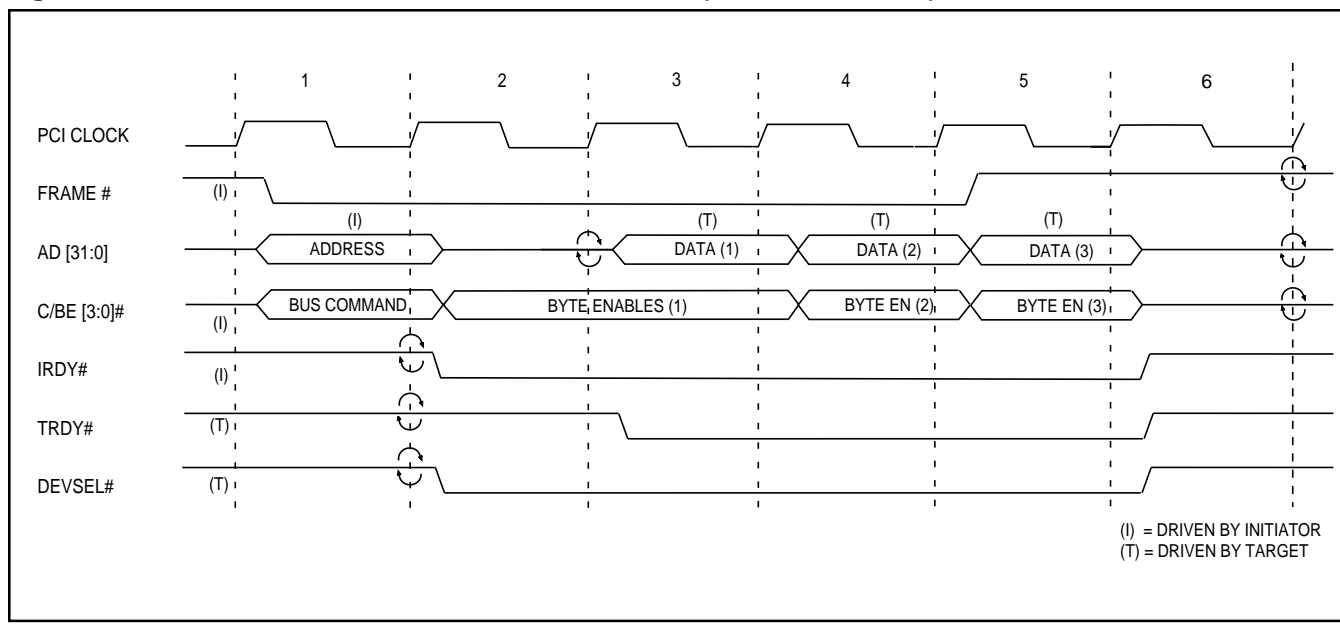 1 2 3 4 5 6
PCI CLOCK
FRAME #
(I)
(I) (T) (T) (T)
AD [31:0]
ADDRESS DATA (1) DATA (2) DATA (3)
C/BE [3:0]#
(I)
BUS COMMAND BYTE ENABLES (1) BYTE EN (2) BYTE EN (3)
IRDY#
(I)
TRDY#
(T)
DEVSEL#
(T)
(I) = DRIVEN BY INITIATOR
(T) = DRIVEN BY TARGET